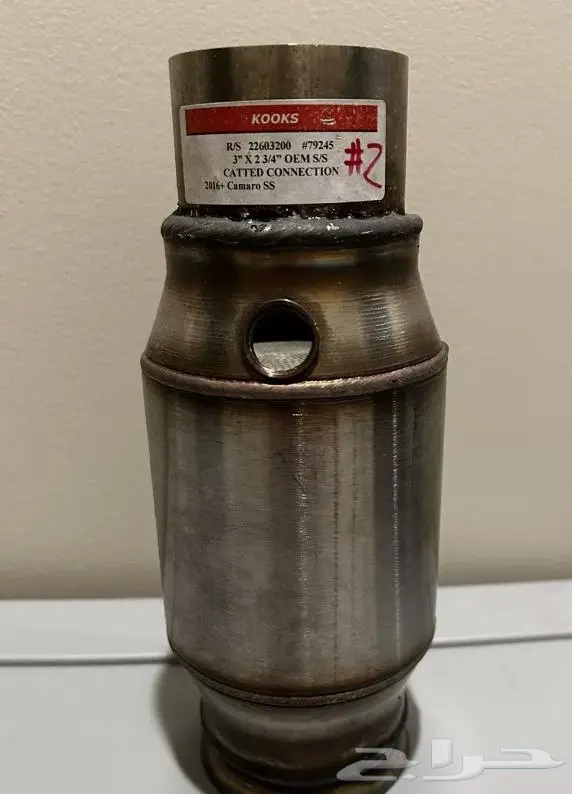 KOOKS
R/S 22603200 #79245
3" X 2 3/4" OEM S/S
CATTED CONNECTION
2016+ Camaro SS
#2
حراج